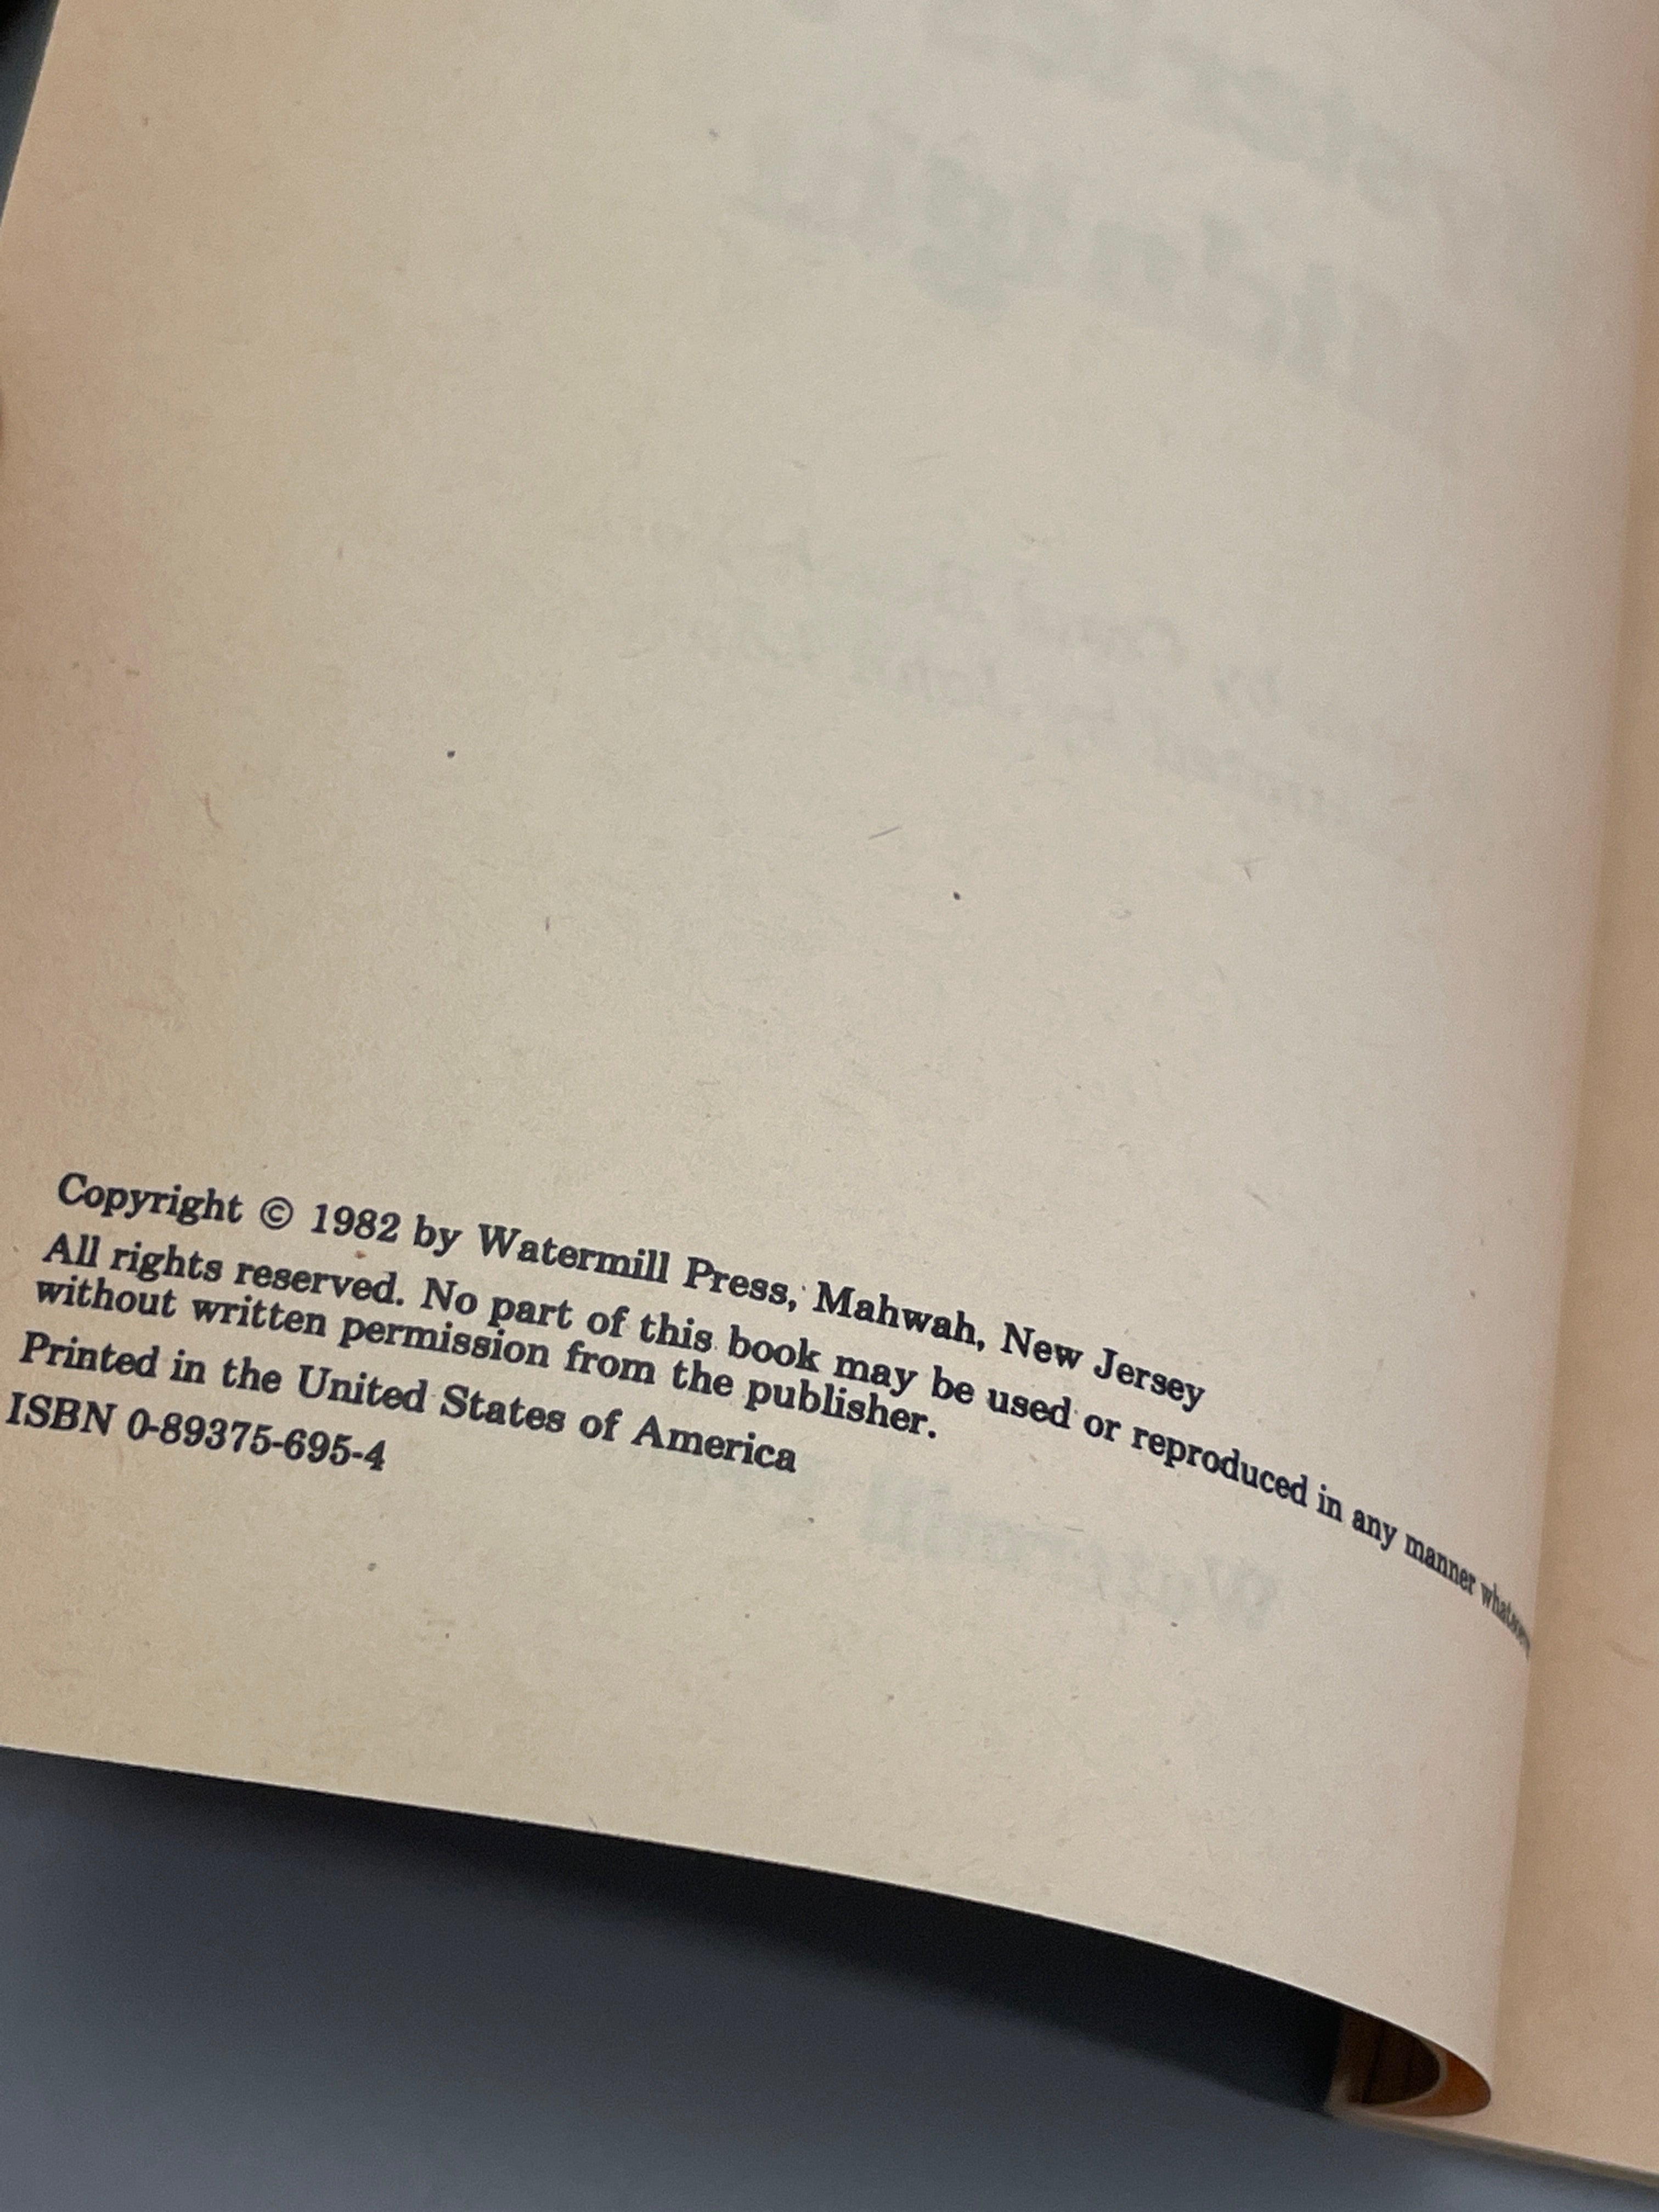 Copyright © 1982 by Watermill Press, Mahwah, New Jersey
All rights reserved. No part of this book may be used or reproduced in any manner
without written permission from the publisher.
Printed in the United States of America
ISBN 0-89375-695-4